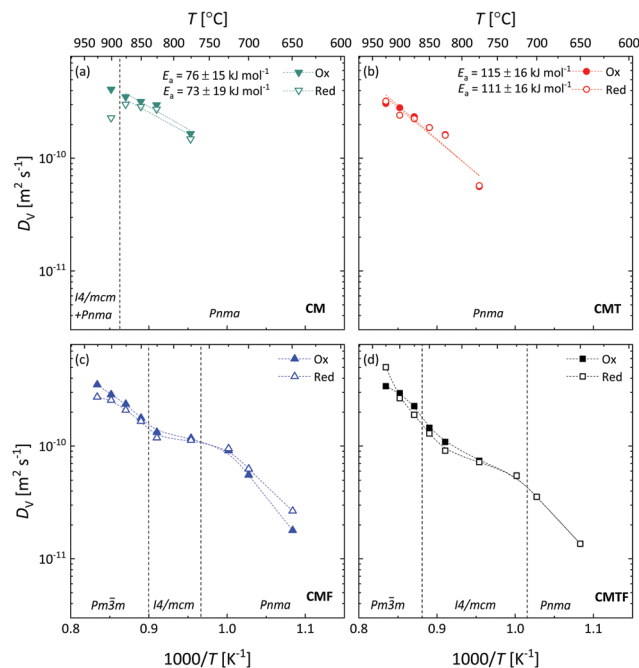 T [°C]
T [°C]
950 900 850 800 750 700 650
950 900 850 800 750 700 650 600
(a)
Eₐ = 76 ± 15 kJ mol⁻¹
Eₐ = 73 ± 19 kJ mol⁻¹
Ox
Red
(b)
Eₐ = 115 ± 16 kJ mol⁻¹
Eₐ = 111 ± 16 kJ mol⁻¹
Ox
Red
D_V [m² s⁻¹]
10⁻¹⁰
10⁻¹¹
I4/mcm
+Pnma
Pnma
CM
Pnma
CMT
(c)
Ox
Red
(d)
Ox
Red
D_V [m² s⁻¹]
10⁻¹⁰
10⁻¹¹
Pm3̄m
I4/mcm
Pnma
CMF
Pm3̄m
I4/mcm
Pnma
CMTF
0.8 0.9 1.0 1.1
0.8 0.9 1.0 1.1
1000/T [K⁻¹]
1000/T [K⁻¹]